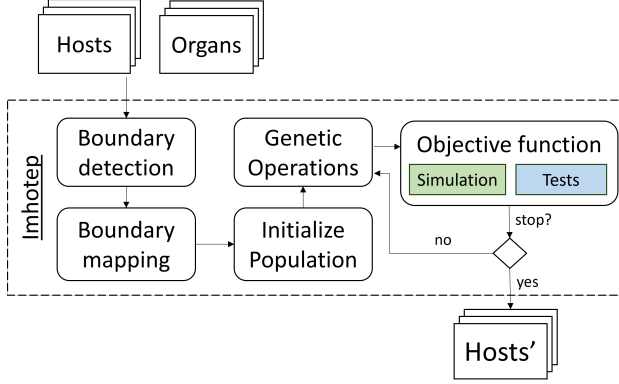 Hosts
Organs
Imhotep
Boundary
detection
Boundary
mapping
Genetic
Operations
Initialize
Population
Objective function
Simulation
Tests
stop?
no
yes
Hosts’